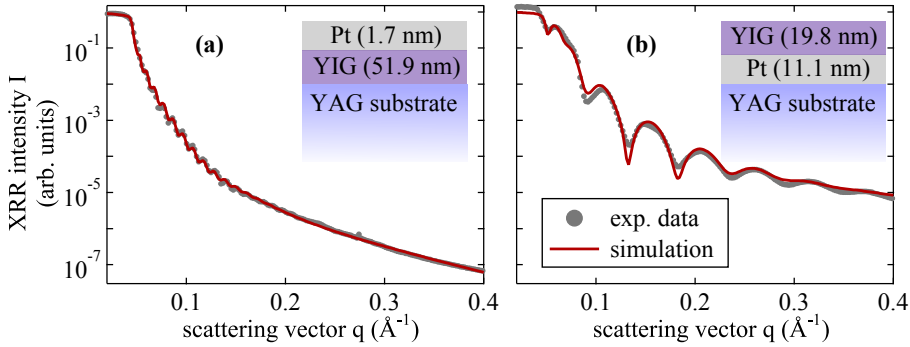 XRR intensity I
(arb. units)
10⁻¹
10⁻³
10⁻⁵
10⁻⁷
(a)
Pt (1.7 nm)
YIG (51.9 nm)
YAG substrate
0.1 0.2 0.3 0.4
scattering vector q (Å⁻¹)
(b)
YIG (19.8 nm)
Pt (11.1 nm)
YAG substrate
exp. data
simulation
0.1 0.2 0.3 0.4
scattering vector q (Å⁻¹)